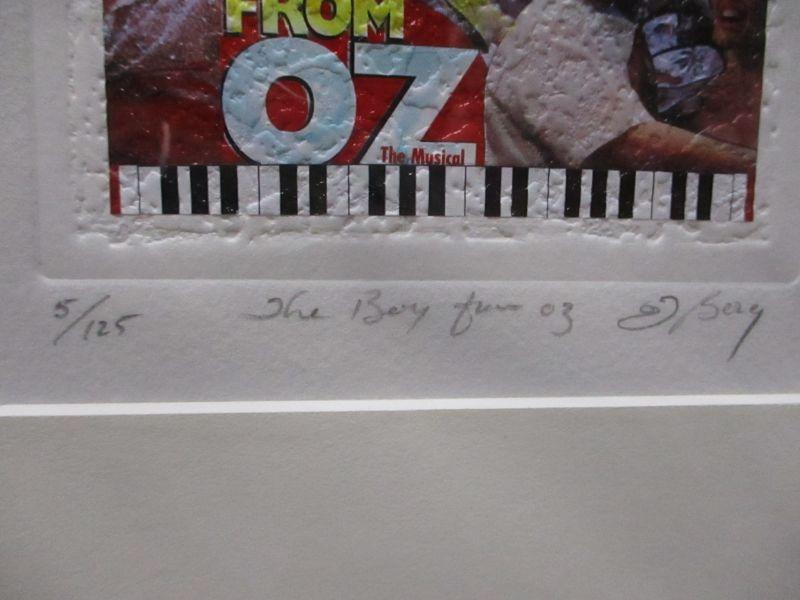 FROM
OZ
The Musical
5/125 The Boy from oz